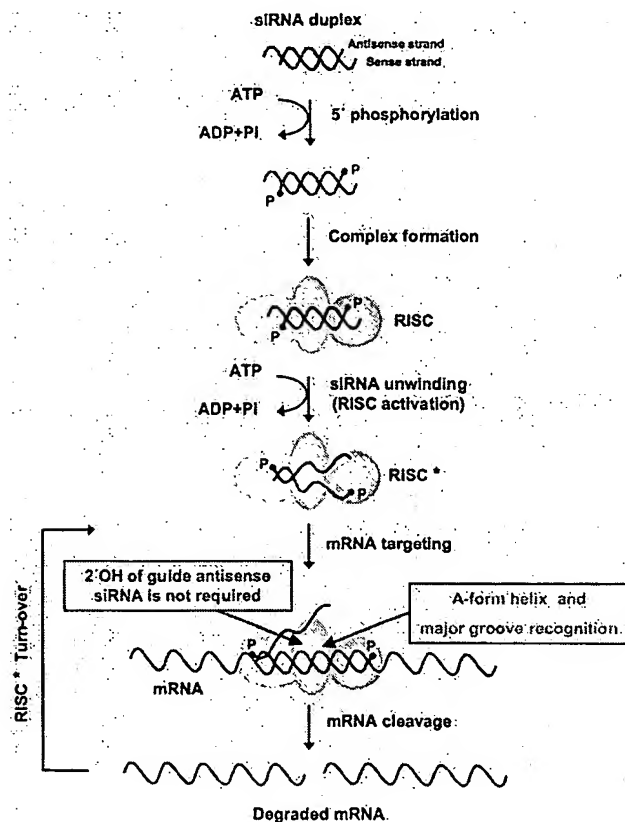 siRNA duplex
Antisense strand
Sense strand
ATP
5' phosphorylation
ADP+PI
P
P
Complex formation
P
RISC
P
ATP
siRNA unwinding
ADP+PI
(RISC activation)
P
RISC *
P
mRNA targeting
2'OH of guide antisense
siRNA is not required
A-form helix and
major groove recognition
P
P
mRNA
RISC * Turn-over
mRNA cleavage
Degraded mRNA